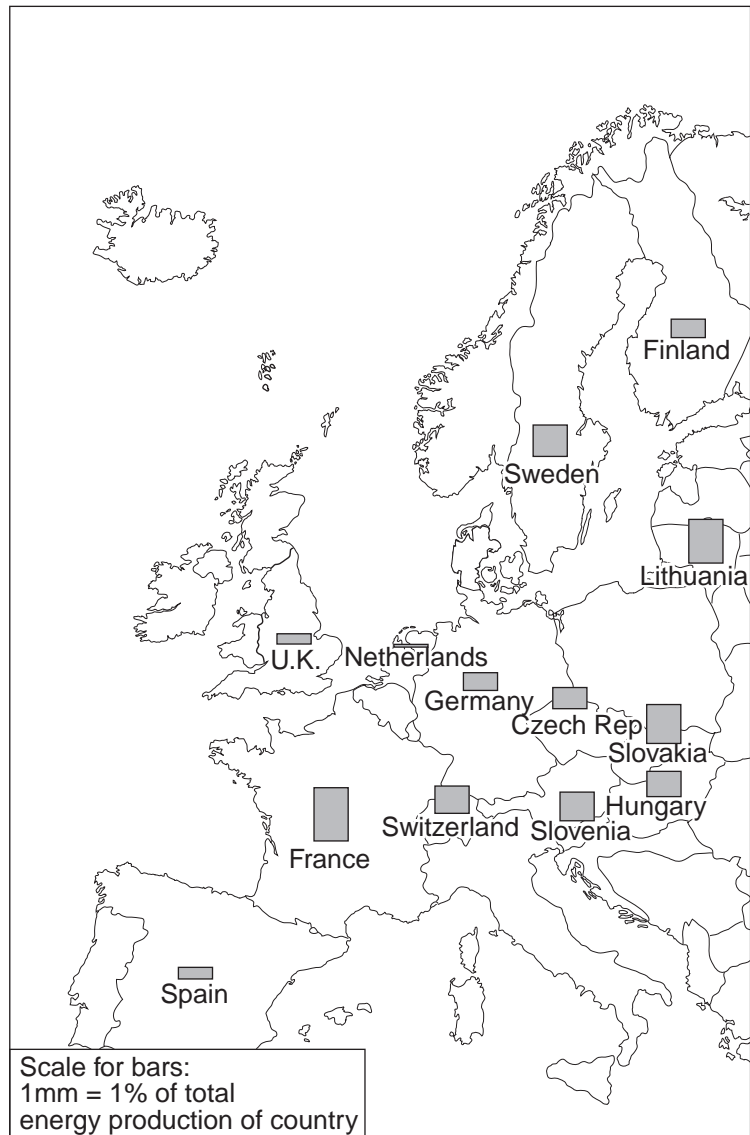 Finland
Sweden
Lithuania
U.K.
Netherlands
Germany
Czech Rep
Slovakia
Hungary
Switzerland
Slovenia
France
Spain
Scale for bars:
1mm = 1% of total
energy production of country